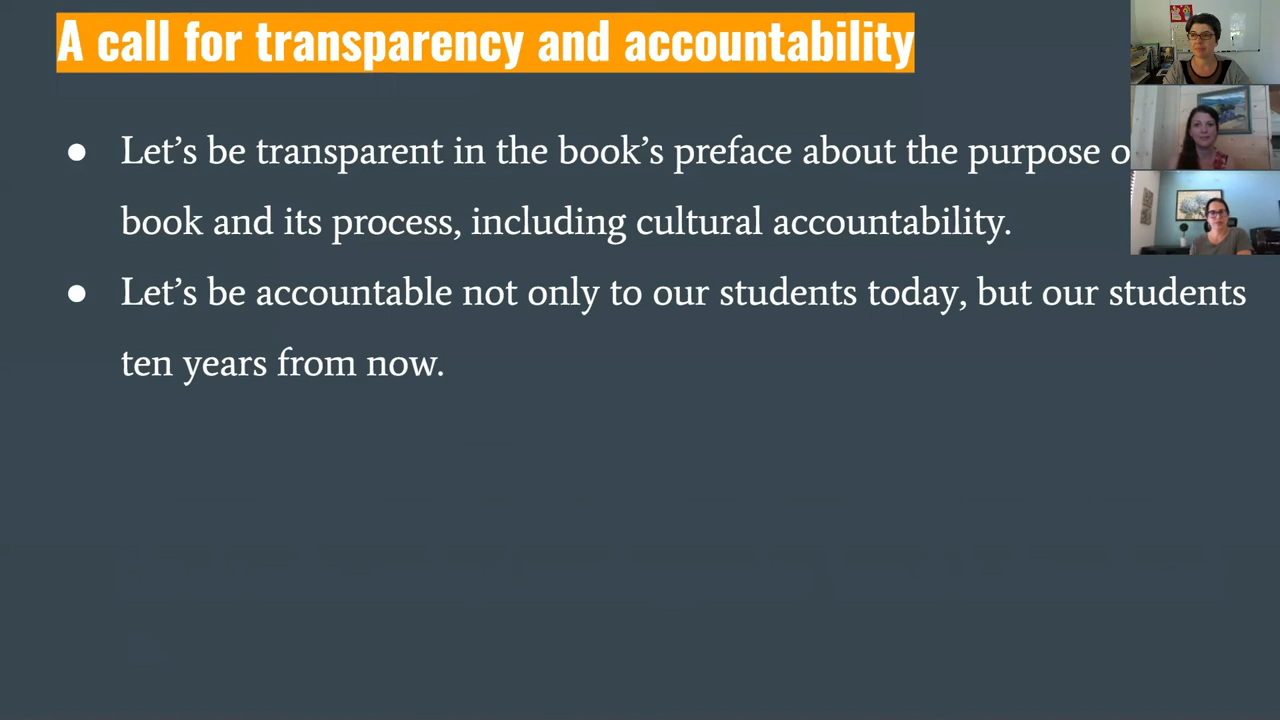 A call for transparency and accountability
● Let’s be transparent in the book’s preface about the purpose
book and its process, including cultural accountability.
● Let’s be accountable not only to our students today, but our students
ten years from now.